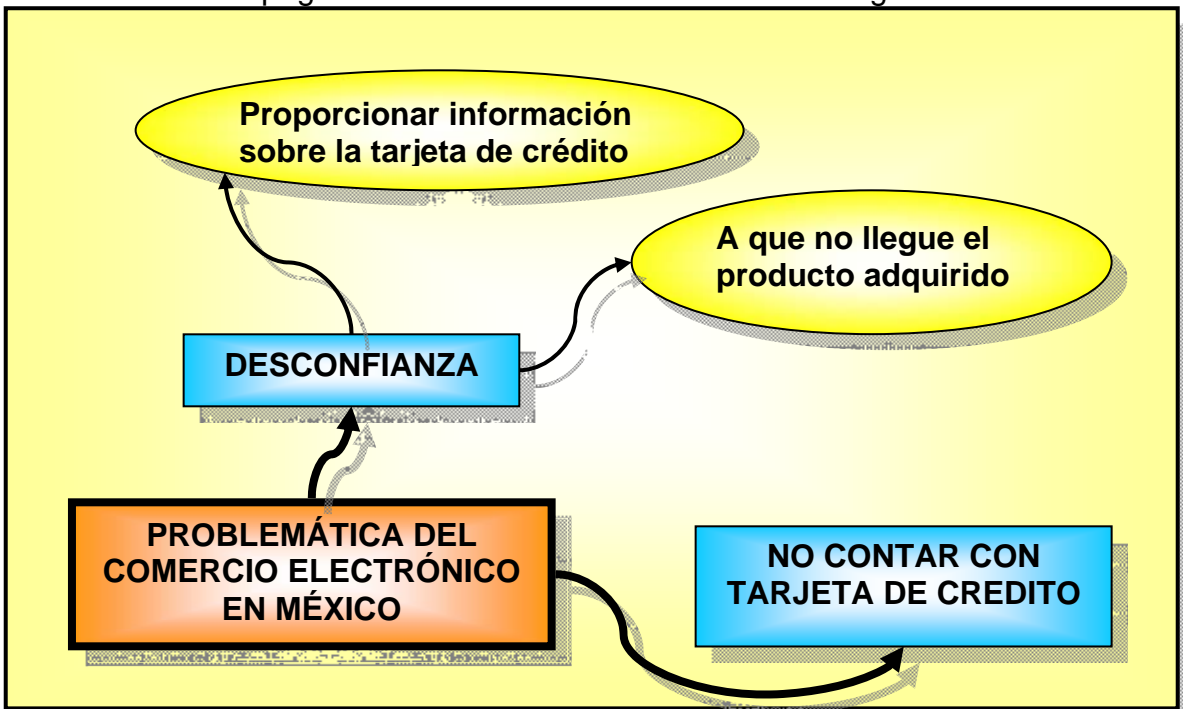 Proporcionar información
sobre la tarjeta de crédito
A que no llegue el
producto adquirido
DESCONFIANZA
PROBLEMÁTICA DEL
COMERCIO ELECTRÓNICO
EN MÉXICO
NO CONTAR CON
TARJETA DE CREDITO